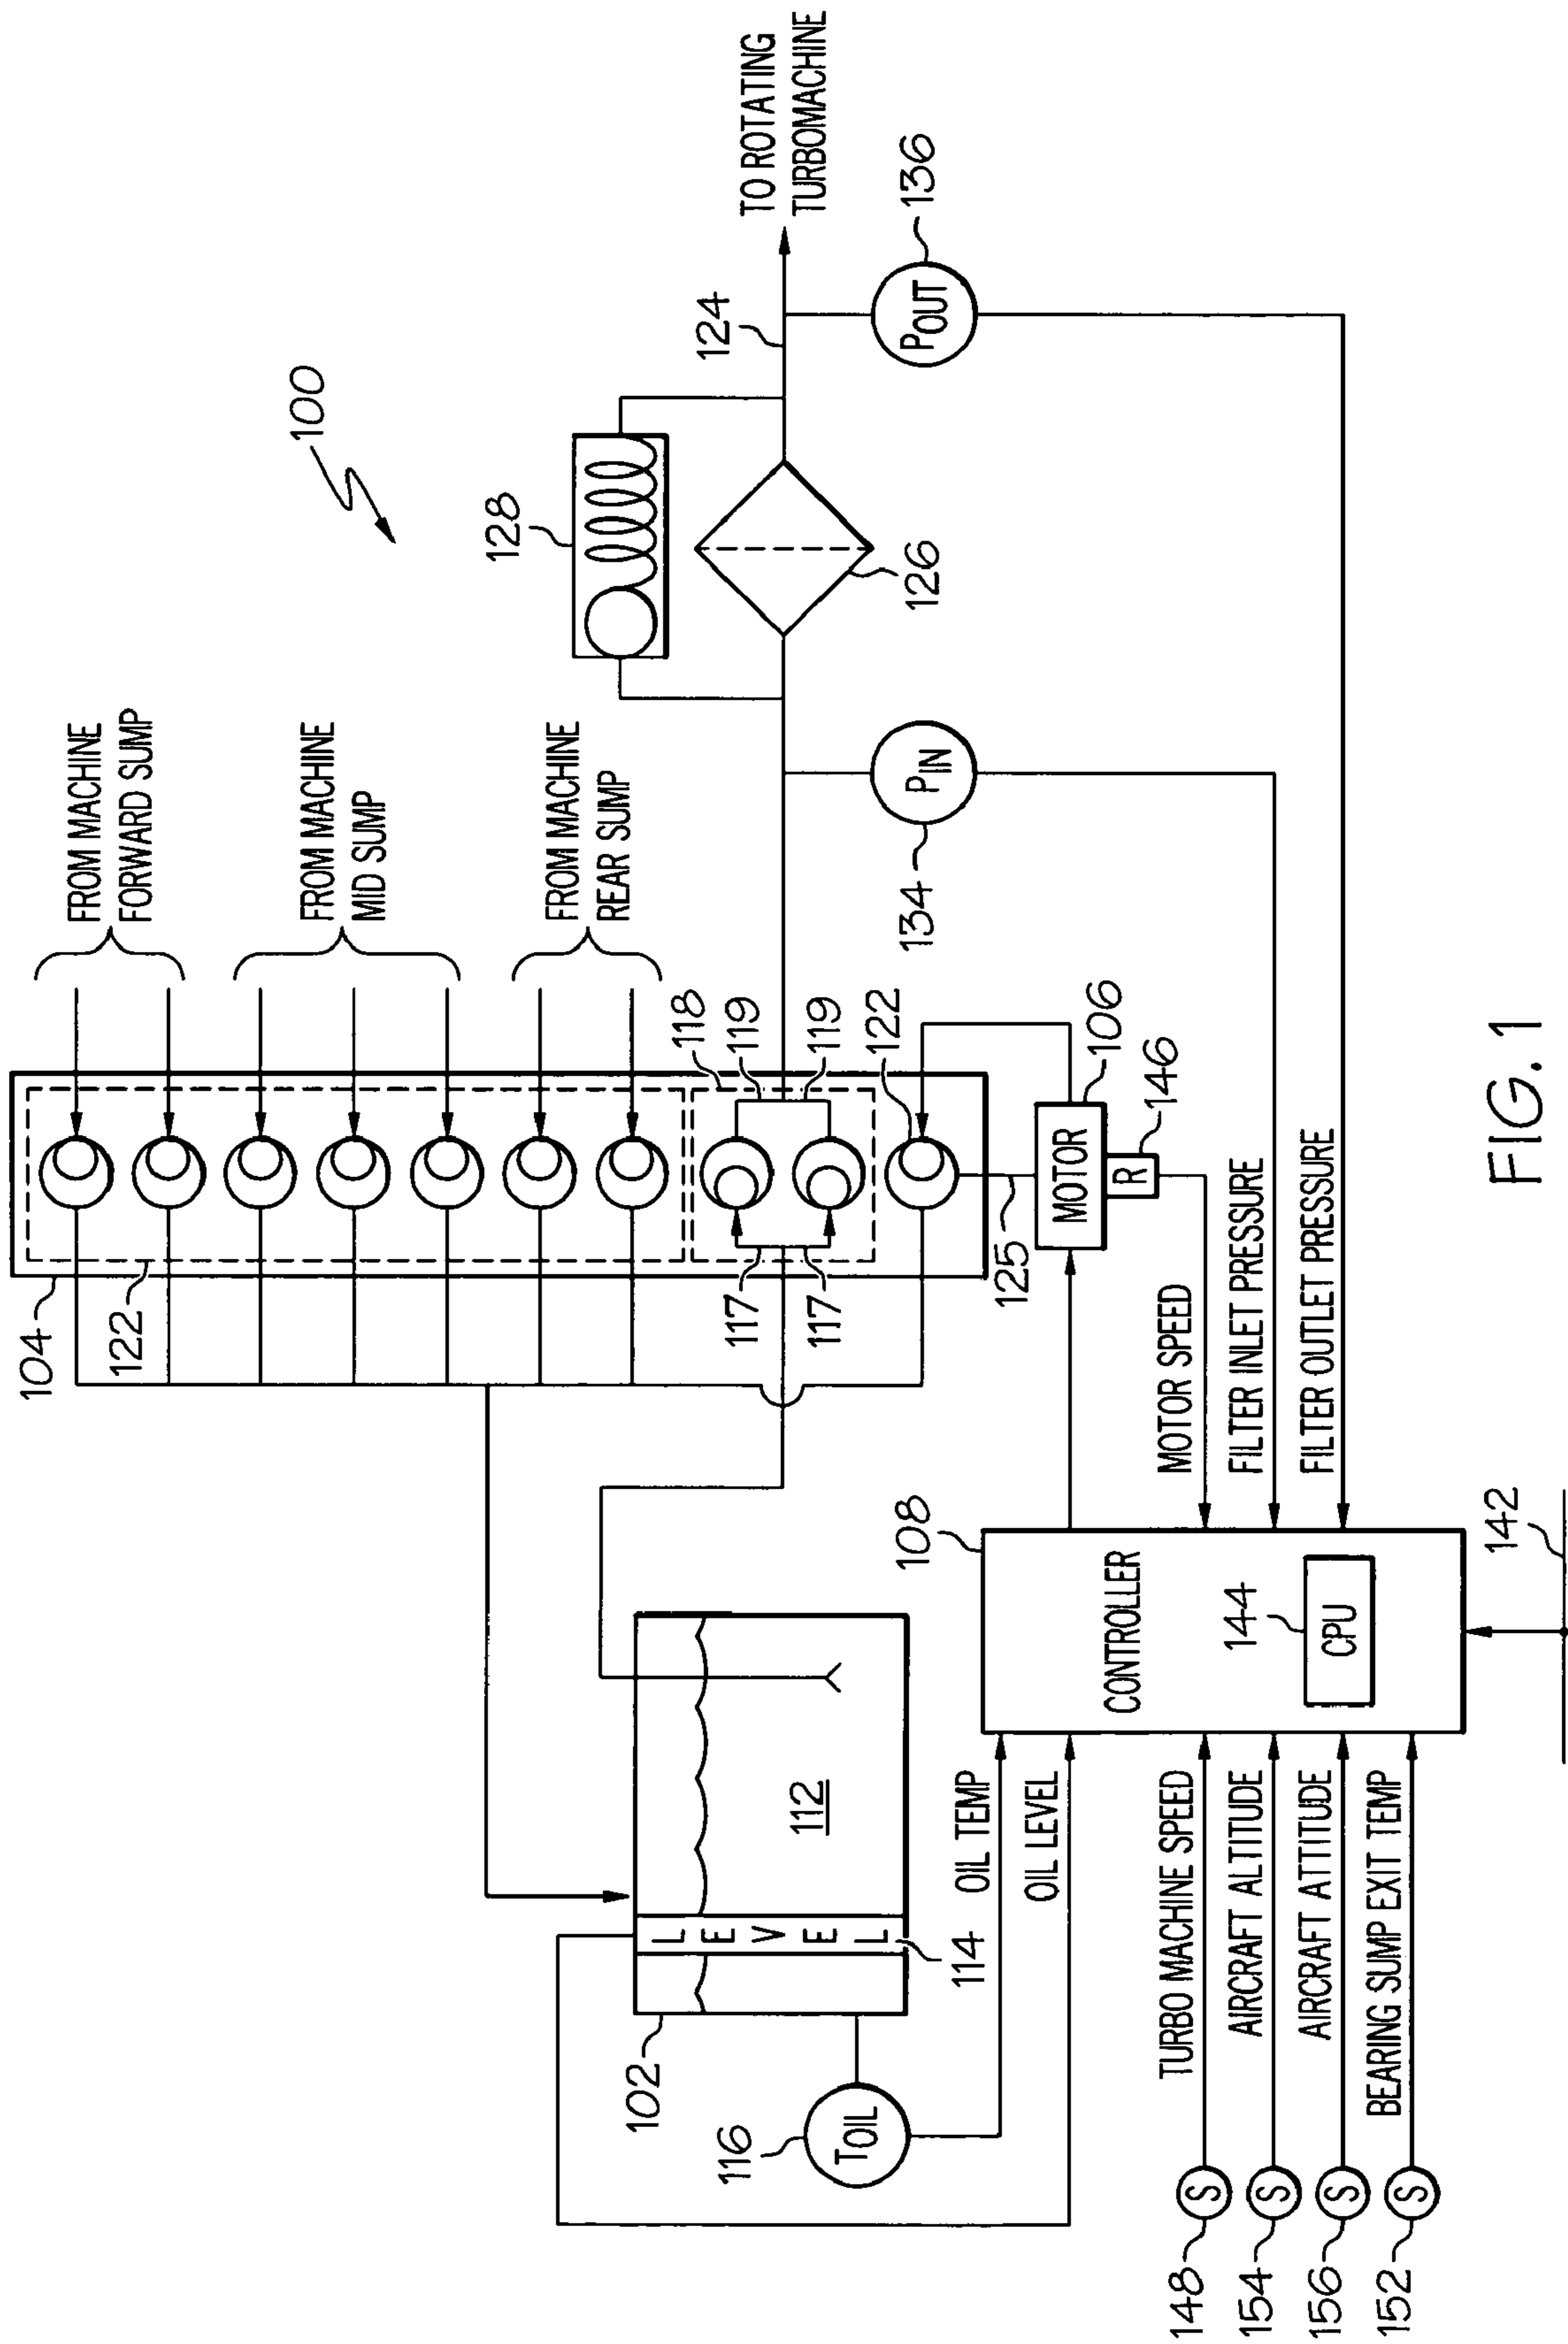 100
FROM MACHINE
FORWARD SUMP
FROM MACHINE
MID SUMP
FROM MACHINE
REAR SUMP
104
122
118
119
119
117
117
122
125
128
126
124
TO ROTATING
TURBOMACHINE
PIN
134
POUT
136
MOTOR
106
R
146
102
112
LEVEL
114
TOIL
116
OIL TEMP
OIL LEVEL
108
CONTROLLER
144
CPU
MOTOR SPEED
FILTER INLET PRESSURE
FILTER OUTLET PRESSURE
148
S
TURBO MACHINE SPEED
154
S
AIRCRAFT ALTITUDE
156
S
AIRCRAFT ATTITUDE
152
S
BEARING SUMP EXIT TEMP
142
FIG. 1